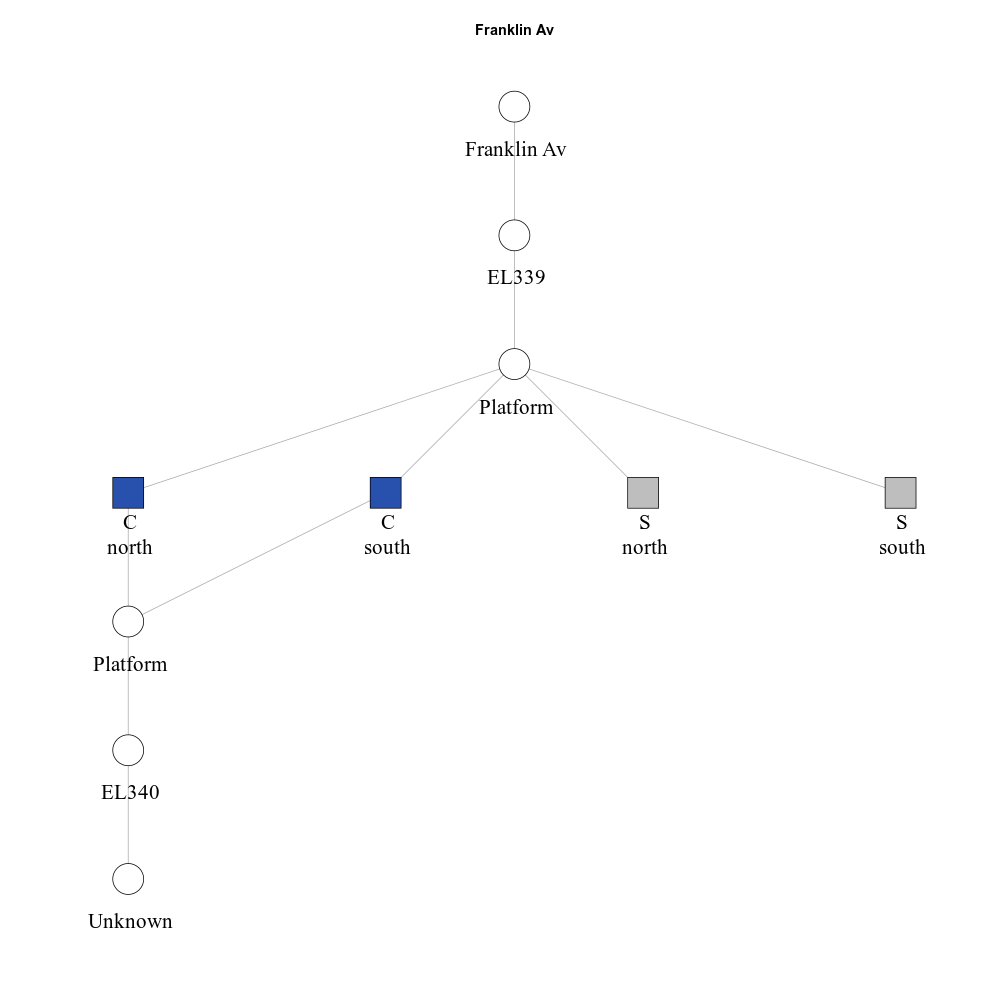 Franklin Av
Franklin Av
EL339
Platform
C
north
C
south
S
north
S
south
Platform
EL340
Unknown